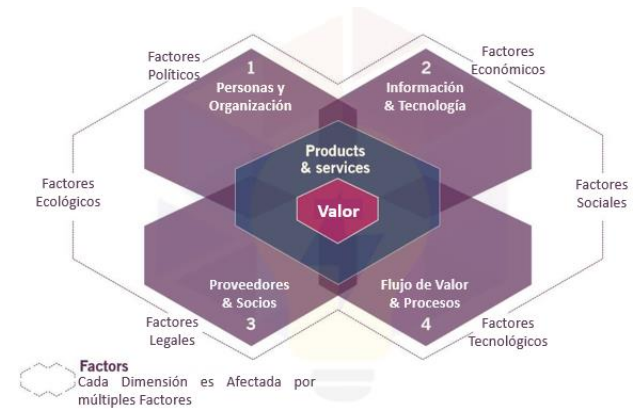 Factores
Políticos
Factores
Económicos
1
Personas y
Organización
2
Información
& Tecnología
Products
& services
Valor
Factores
Ecológicos
Factores
Sociales
Proveedores
& Socios
3
Flujo de Valor
& Procesos
4
Factores
Legales
Factores
Tecnológicos
Factors
Cada Dimensión es Afectada por
múltiples Factores